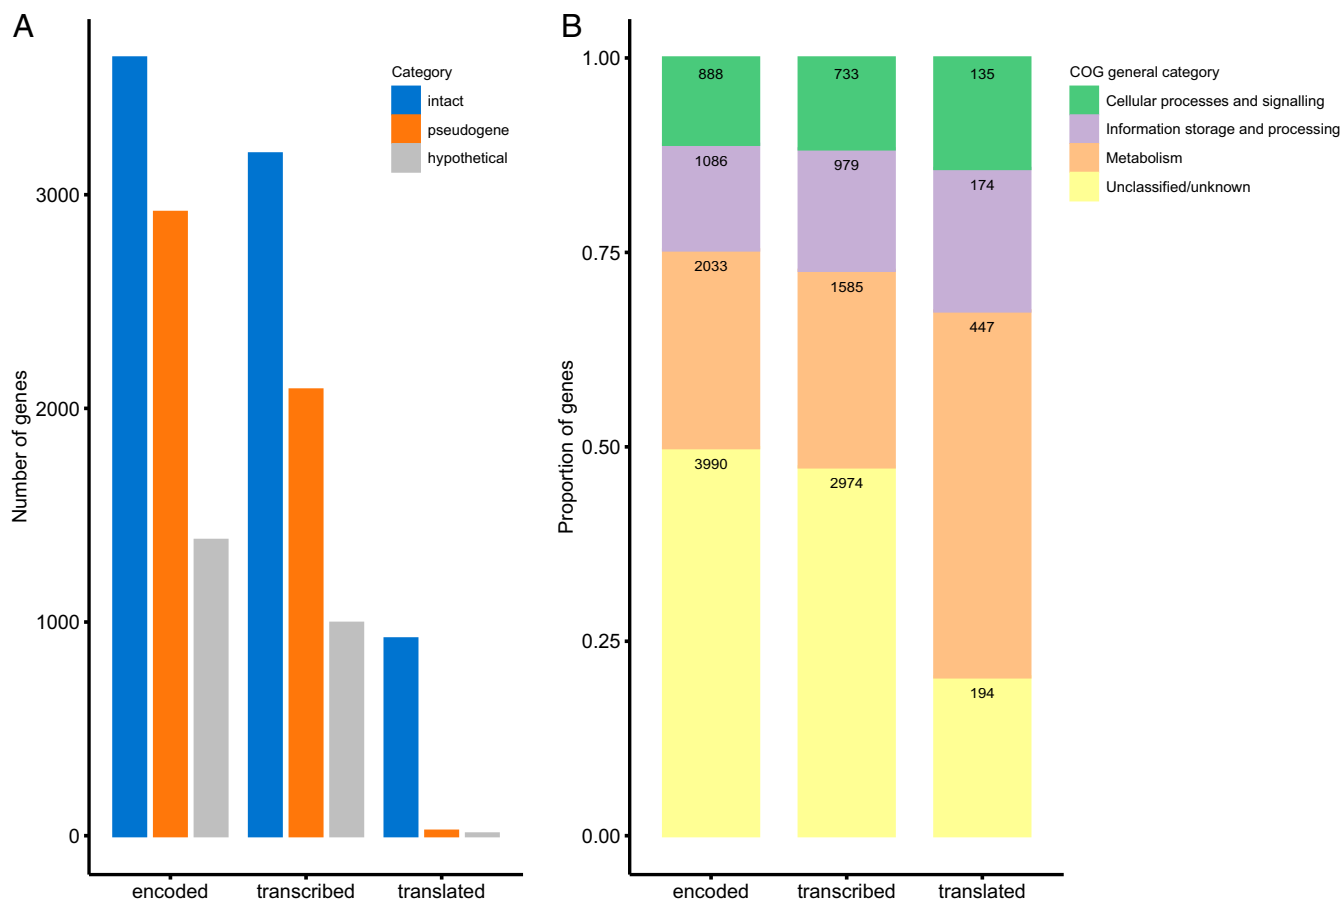 A
Number of genes
3000
2000
1000
0
encoded
transcribed
translated
Category
intact
pseudogene
hypothetical
B
Proportion of genes
1.00
0.75
0.50
0.25
0.00
888
733
135
1086
979
174
2033
1585
447
3990
2974
194
encoded
transcribed
translated
COG general category
Cellular processes and signalling
Information storage and processing
Metabolism
Unclassified/unknown